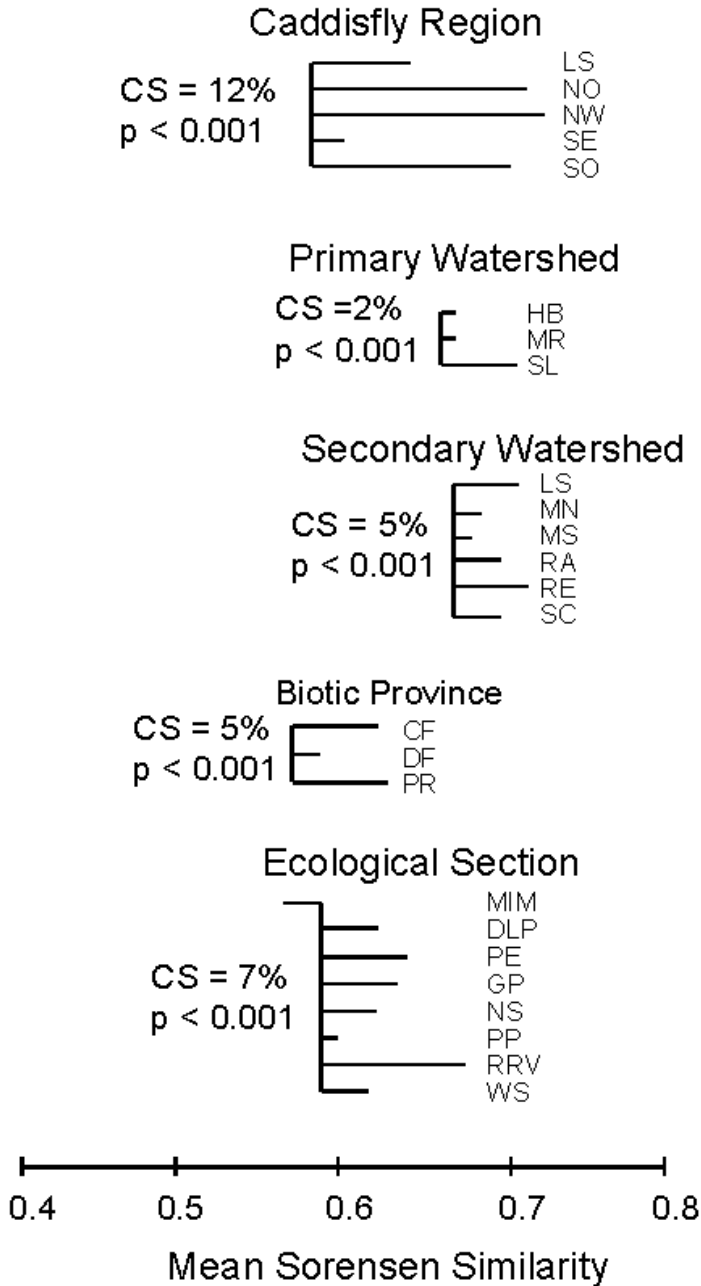 Caddisfly Region
CS = 12%
p < 0.001
LS
NO
NW
SE
SO
Primary Watershed
CS =2%
p < 0.001
HB
MR
SL
Secondary Watershed
CS = 5%
p < 0.001
LS
MN
MS
RA
RE
SC
Biotic Province
CS = 5%
p < 0.001
CF
DF
PR
Ecological Section
CS = 7%
p < 0.001
MIM
DLP
PE
GP
NS
PP
RRV
WS
0.4 0.5 0.6 0.7 0.8
Mean Sorensen Similarity